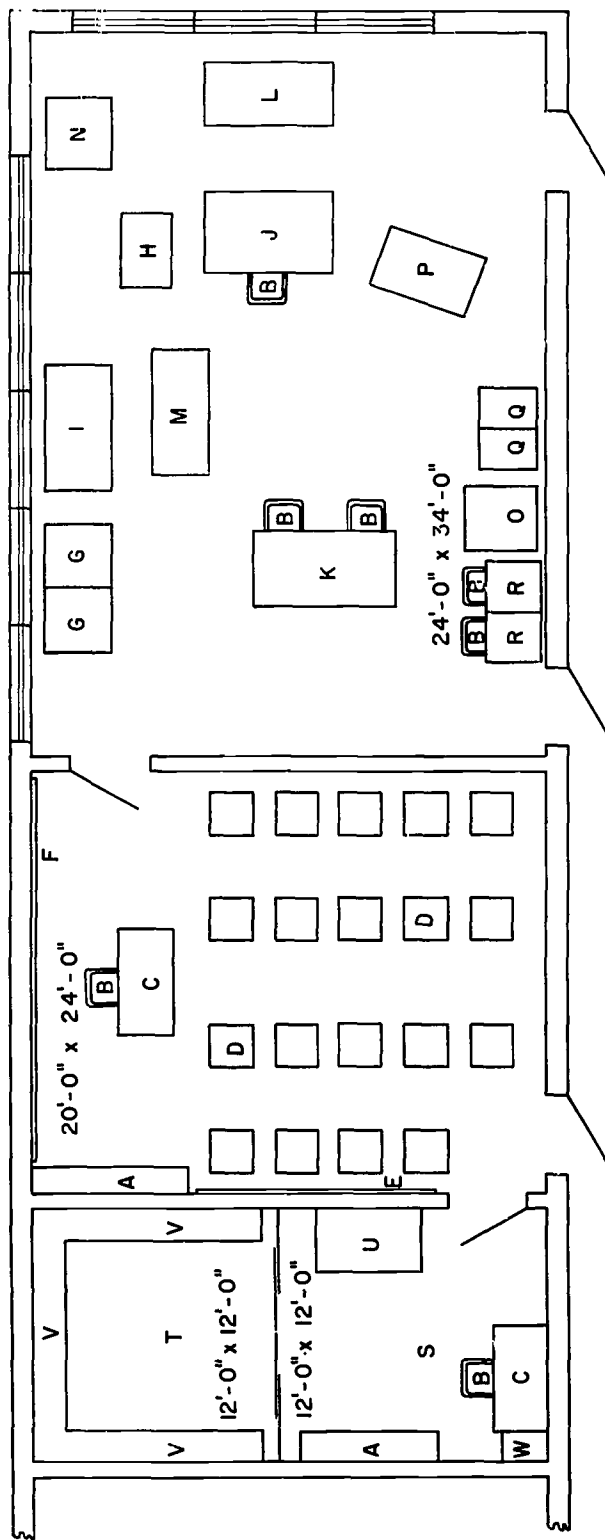 V
F
20'-0" x 24'-0"
G G I N
B
A
C
H
V T V
M
12'-0" x 12'-0"
D
B J L
B
12'-0" x 12'-0"
K
A U
B
E
S
D
P
24'-0" x 34'-0"
B
B
W C
R R O Q Q